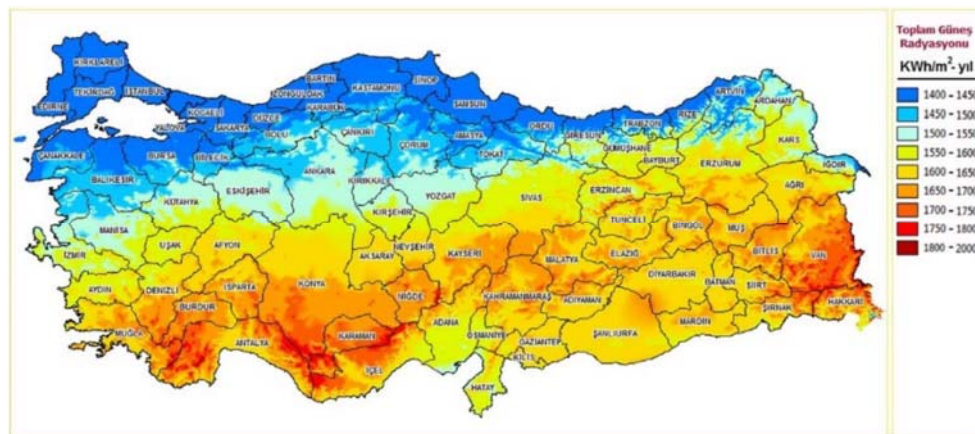 Toplam Güneş
Radyasyonu
KWh/m²- yıl
1400 - 1450
1450 - 1500
1500 - 1550
1550 - 1600
1600 - 1650
1650 - 1700
1700 - 1750
1750 - 1800
1800 - 2000
KIRKLARELİ
EDİRNE
TEKİRDAĞ
İSTANBUL
KOCAELİ
YALOVA
SAKARYA
DÜZCE
ZONGULDAK
BARTIN
KARABÜK
KASTAMONU
SİNOP
SAMSUN
ORDU
GİRESUN
TRABZON
RİZE
ARTVİN
ARDAHAN
KARS
IĞDIR
ÇANAKKALE
BALIKESİR
BURSA
BİLECİK
BOLU
ÇANKIRI
ÇORUM
AMASYA
TOKAT
GÜMÜŞHANE
BAYBURT
ERZURUM
AĞRI
KÜTAHYA
ESKİŞEHİR
ANKARA
KIRIKKALE
YOZGAT
SİVAS
ERZİNCAN
TUNCELİ
BİNGÖL
MUŞ
BİTLİS
VAN
MANİSA
İZMİR
UŞAK
AFYON
KIRŞEHİR
NEVŞEHİR
AKSARAY
KAYSERİ
MALATYA
ELAZIĞ
DİYARBAKIR
BATMAN
SİİRT
ŞIRNAK
HAKKARİ
AYDIN
DENİZLİ
BURDUR
ISPARTA
KONYA
NİĞDE
KAHRAMANMARAŞ
ADIYAMAN
ŞANLIURFA
MARDİN
MUĞLA
ANTALYA
KARAMAN
İÇEL
ADANA
OSMANİYE
GAZİANTEP
KİLİS
HATAY